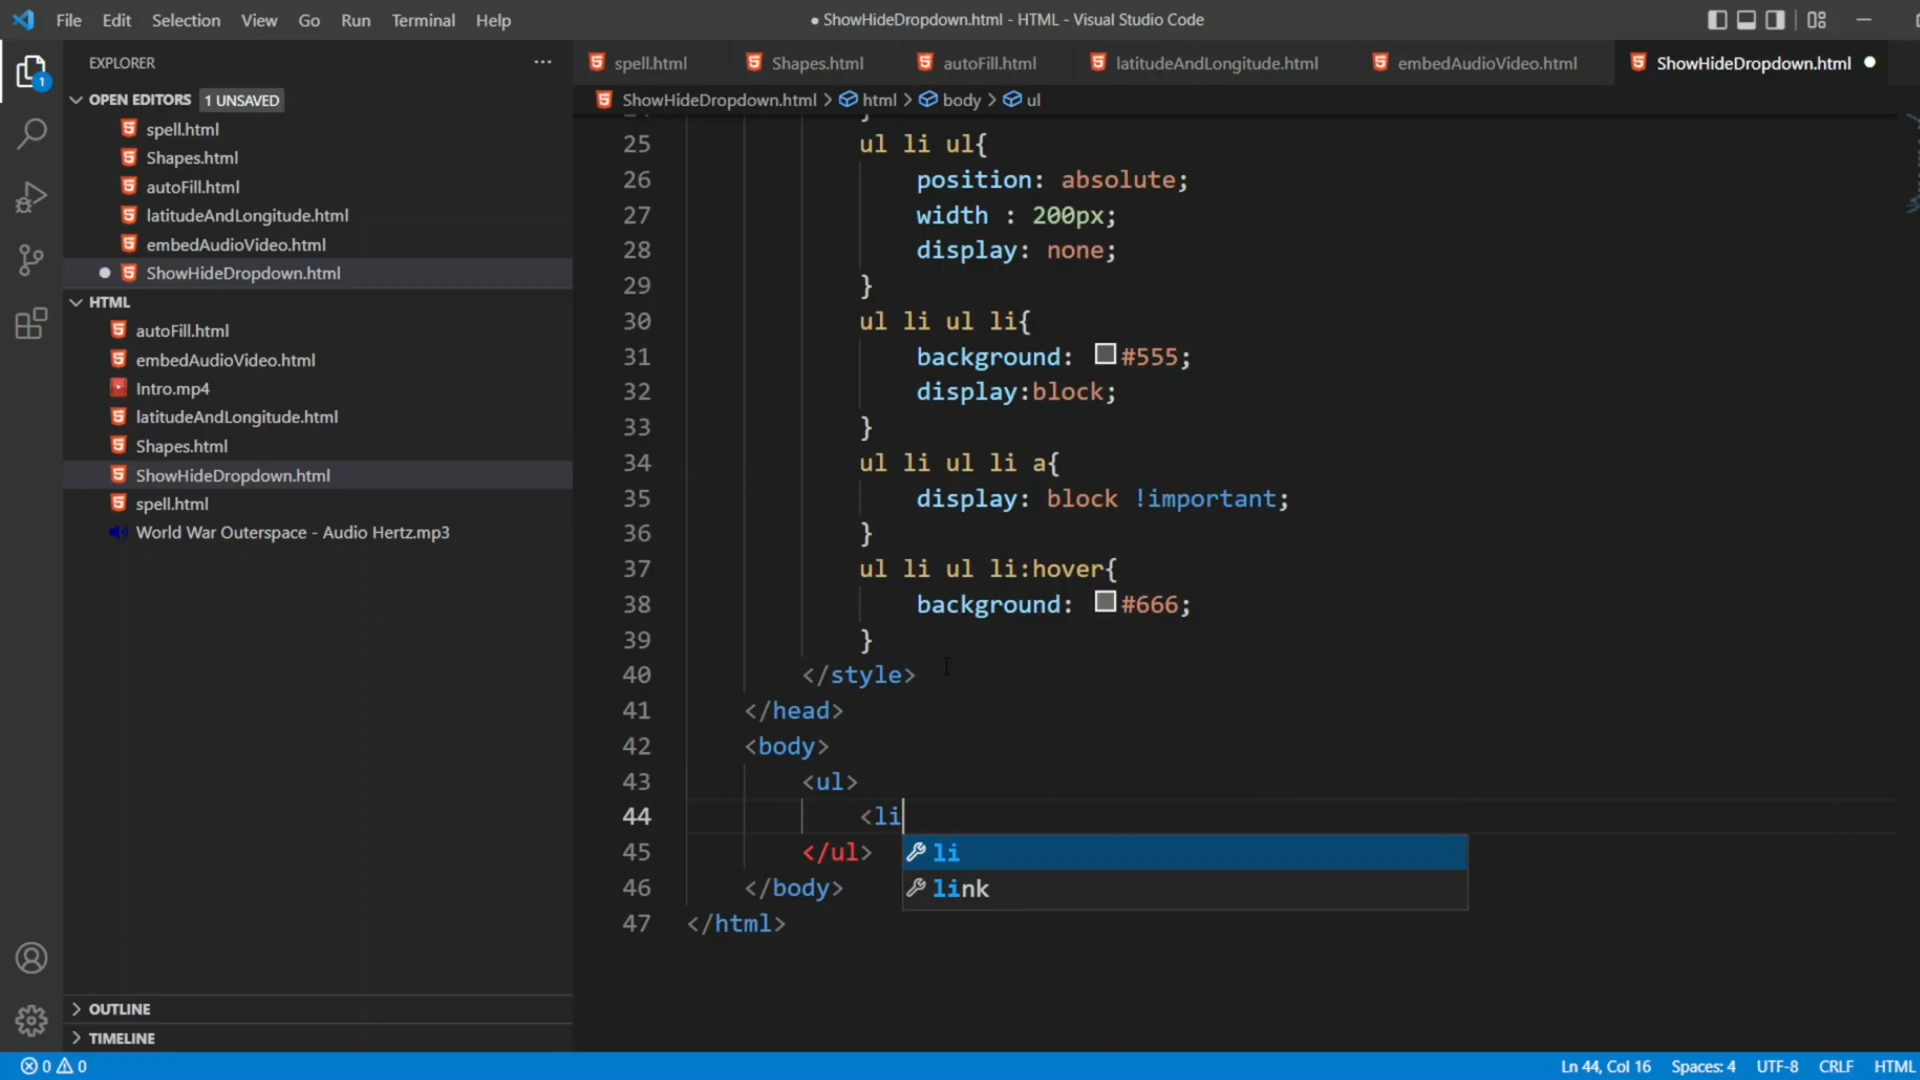 File Edit Selection View Go Run Terminal Help
● ShowHideDropdown.html - HTML - Visual Studio Code
EXPLORER
1
OPEN EDITORS 1 UNSAVED
spell.html
Shapes.html
autoFill.html
latitudeAndLongitude.html
embedAudioVideo.html
ShowHideDropdown.html
HTML
autoFill.html
embedAudioVideo.html
Intro.mp4
latitudeAndLongitude.html
Shapes.html
ShowHideDropdown.html
spell.html
World War Outerspace - Audio Hertz.mp3
OUTLINE
TIMELINE
spell.html Shapes.html autoFill.html latitudeAndLongitude.html embedAudioVideo.html ShowHideDropdown.html
ShowHideDropdown.html > html > body > ul
25 ul li ul{
26 position: absolute;
27 width : 200px;
28 display: none;
29 }
30 ul li ul li{
31 background: #555;
32 display:block;
33 }
34 ul li ul li a{
35 display: block !important;
36 }
37 ul li ul li:hover{
38 background: #666;
39 }
40 </style>
41 </head>
42 <body>
43 <ul>
44 <li
45 </ul>
li
46 </body>
link
47 </html>
0 0
Ln 44, Col 16 Spaces: 4 UTF-8 CRLF HTML